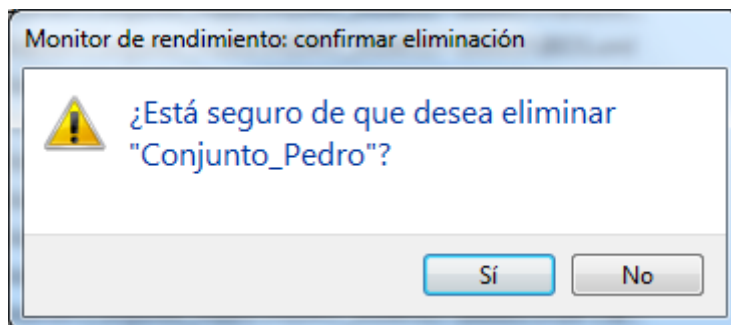 Monitor de rendimiento: confirmar eliminación
¿Está seguro de que desea eliminar
"Conjunto_Pedro"?
Sí
No